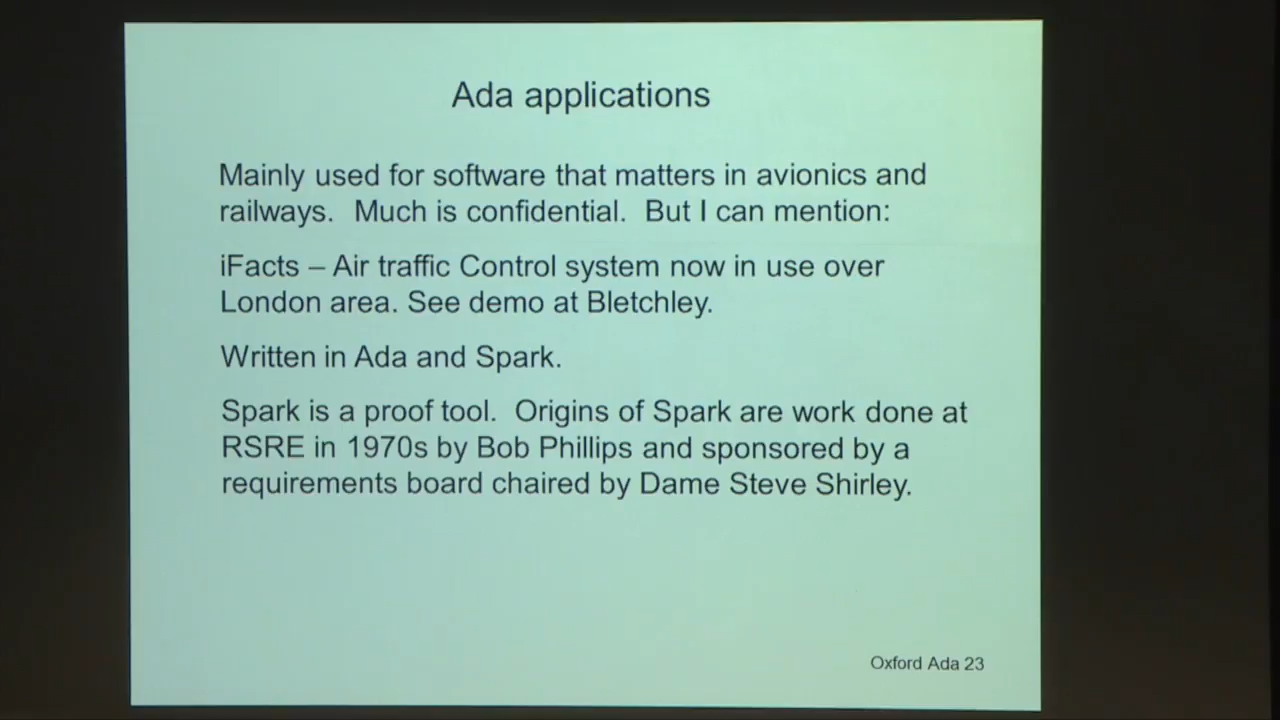 Ada applications
Mainly used for software that matters in avionics and
railways.  Much is confidential.  But I can mention:
iFacts – Air traffic Control system now in use over
London area. See demo at Bletchley.
Written in Ada and Spark.
Spark is a proof tool.  Origins of Spark are work done at
RSRE in 1970s by Bob Phillips and sponsored by a
requirements board chaired by Dame Steve Shirley.
Oxford Ada 23